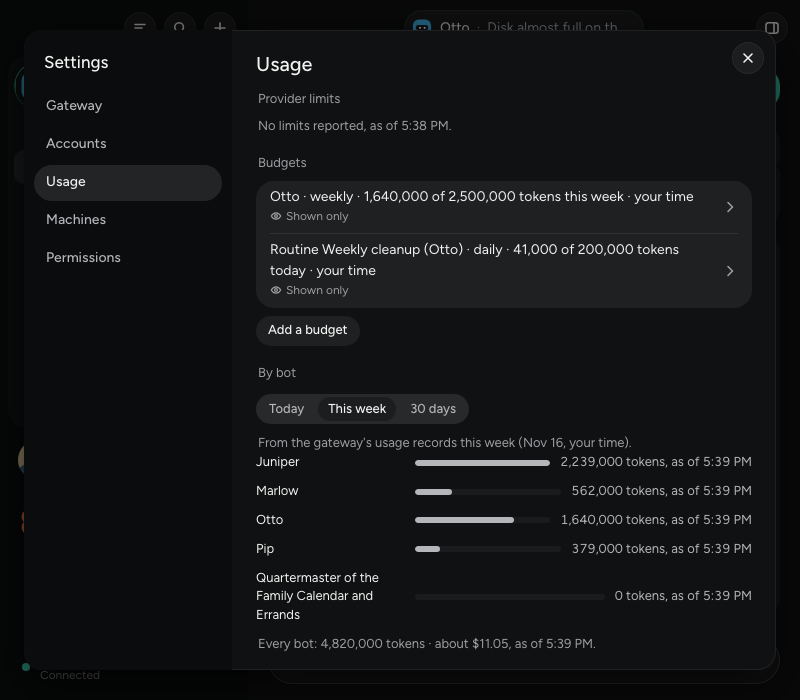 Otto · Disk almost full on th
Settings
Gateway
Accounts
Usage
Machines
Permissions
Connected
Usage
Provider limits
No limits reported, as of 5:38 PM.
Budgets
Otto · weekly · 1,640,000 of 2,500,000 tokens this week · your time
Shown only
Routine Weekly cleanup (Otto) · daily · 41,000 of 200,000 tokens
today · your time
Shown only
Add a budget
By bot
Today This week 30 days
From the gateway's usage records this week (Nov 16, your time).
Juniper 2,239,000 tokens, as of 5:39 PM
Marlow 562,000 tokens, as of 5:39 PM
Otto 1,640,000 tokens, as of 5:39 PM
Pip 379,000 tokens, as of 5:39 PM
Quartermaster of the
Family Calendar and
Errands
0 tokens, as of 5:39 PM
Every bot: 4,820,000 tokens · about $11.05, as of 5:39 PM.